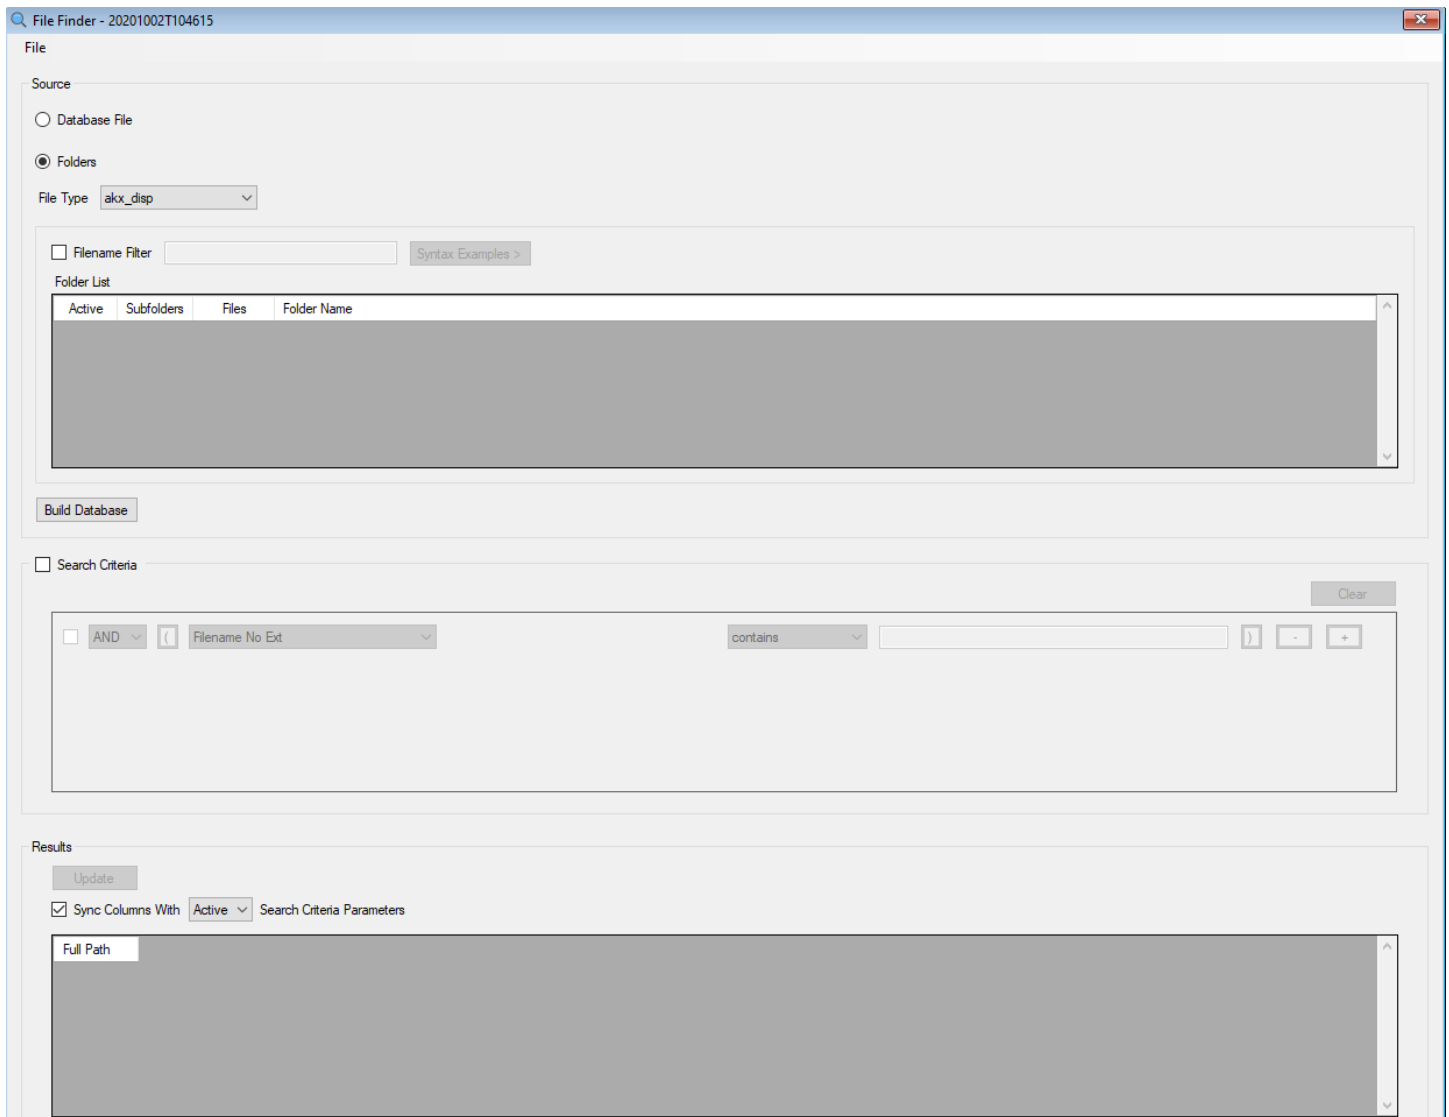 File Finder - 20201002T104615
File
Source
Database File
Folders
File Type akx_disp
Filename Filter Syntax Examples >
Folder List
Active Subfolders Files Folder Name
Build Database
Search Criteria
Clear
AND ( Filename No Ext contains ) - +
Results
Update
Sync Columns With Active Search Criteria Parameters
Full Path